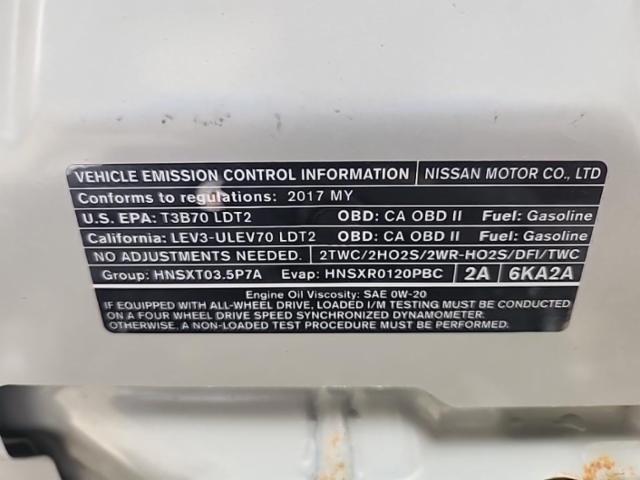 VEHICLE EMISSION CONTROL INFORMATION NISSAN MOTOR CO., LTD
Conforms to regulations: 2017 MY
U.S. EPA: T3B70 LDT2 OBD: CA OBD II Fuel: Gasoline
California: LEV3-ULEV70 LDT2 OBD: CA OBD II Fuel: Gasoline
NO ADJUSTMENTS NEEDED. 2TWC/2HO2S/2WR-HO2S/DFI/TWC
Group: HNSXT03.5P7A Evap: HNSXR0120PBC 2A 6KA2A
Engine Oil Viscosity: SAE 0W-20
IF EQUIPPED WITH ALL-WHEEL DRIVE, LOADED I/M TESTING MUST BE CONDUCTED
ON A FOUR WHEEL DRIVE SPEED SYNCHRONIZED DYNAMOMETER;
OTHERWISE, A NON-LOADED TEST PROCEDURE MUST BE PERFORMED.